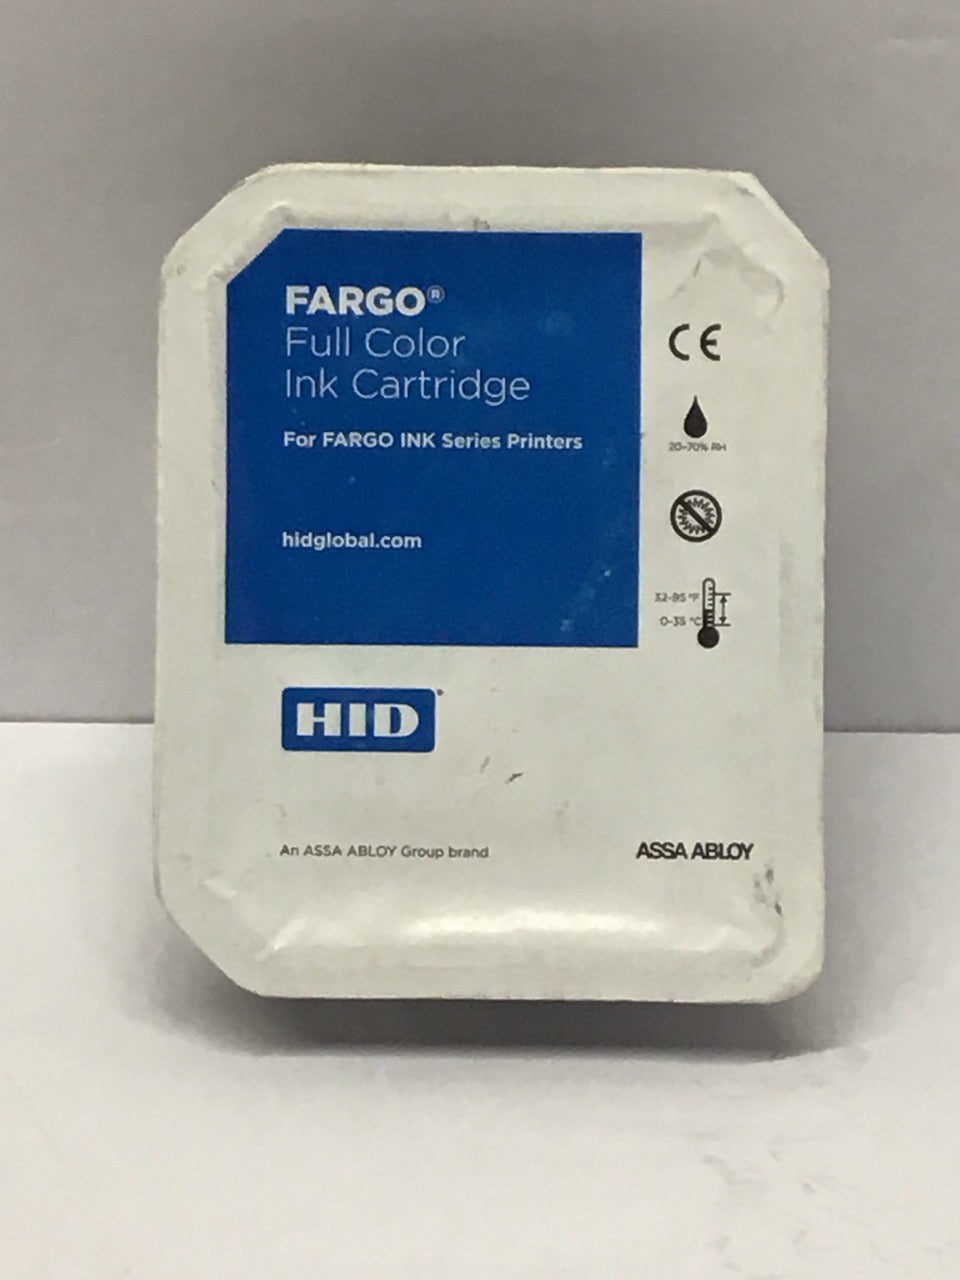 FARGO®
Full Color
Ink Cartridge
For FARGO INK Series Printers
hidglobal.com
CE
20-70% RH
32-95 °F
0-35 °C
HID
An ASSA ABLOY Group brand
ASSA ABLOY